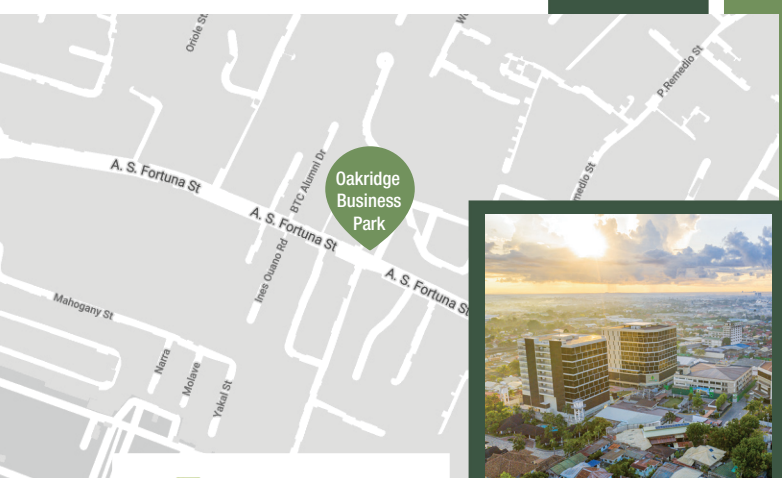 Oriole St.
P.Remedio St
A. S. Fortuna St
BTC Alumni Dr
Oakridge
Business
Park
A. S. Fortuna St
Ines Ouano Rd
A. S. Fortuna St
Mahogany St
Narra
Molave
Yakal St